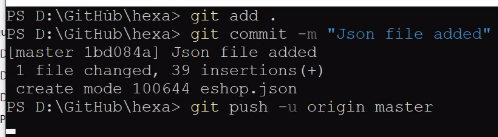 PS D:\GitHub\hexa> git add .
PS D:\GitHub\hexa> git commit -m "Json file added"
[master 1bd084a] Json file added
 1 file changed, 39 insertions(+)
 create mode 100644 eshop.json
PS D:\GitHub\hexa> git push -u origin master